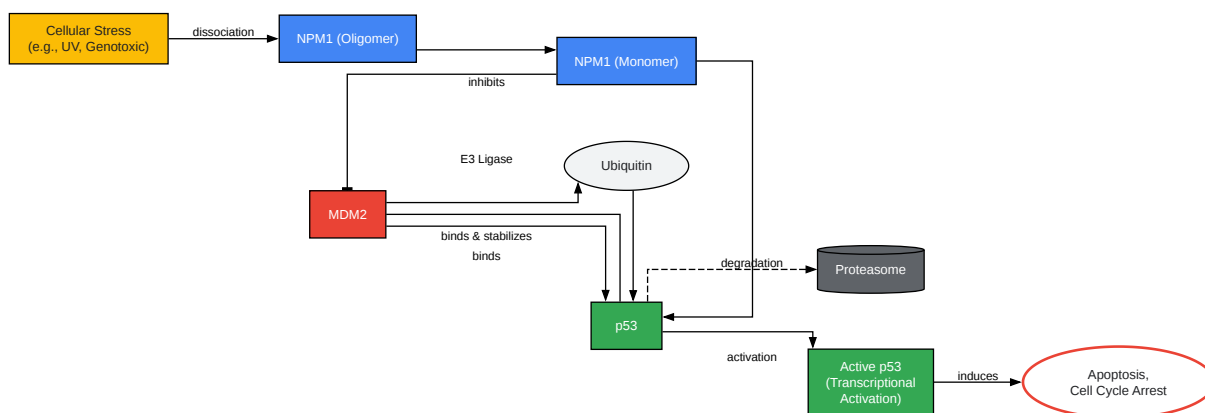 Cellular Stress
(e.g., UV, Genotoxic)
dissociation
NPM1 (Oligomer)
NPM1 (Monomer)
inhibits
E3 Ligase
Ubiquitin
MDM2
binds & stabilizes
binds
degradation
Proteasome
p53
activation
Active p53
(Transcriptional
Activation)
induces
Apoptosis,
Cell Cycle Arrest